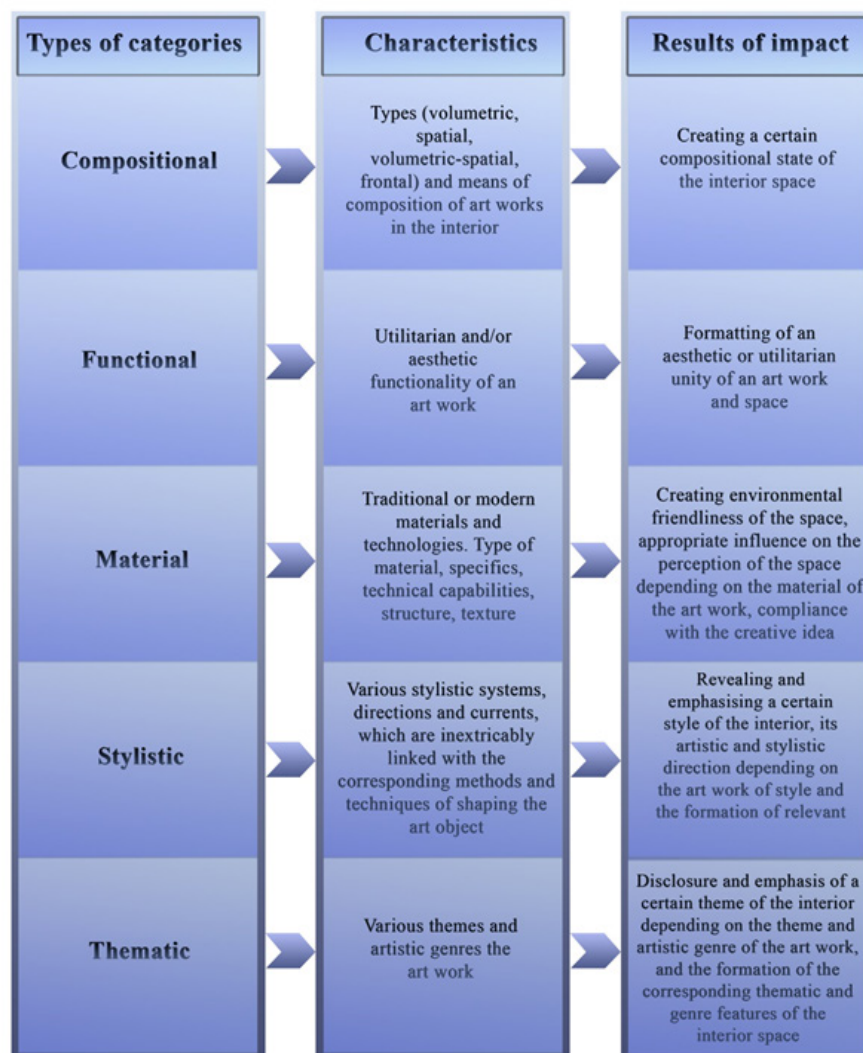 Types of categories
Characteristics
Results of impact
Compositional
Types (volumetric,
spatial,
volumetric-spatial,
frontal) and means of
composition of art works
in the interior
Creating a certain
compositional state of
the interior space
Functional
Utilitarian and/or
aesthetic
functionality of an
art work
Formatting of an
aesthetic or utilitarian
unity of an art work
and space
Material
Traditional or modern
materials and
technologies. Type of
material, specifics,
technical capabilities,
structure, texture
Creating environmental
friendliness of the space,
appropriate influence on the
perception of the space
depending on the material of
the art work, compliance
with the creative idea
Stylistic
Various stylistic systems,
directions and currents,
which are inextricably
linked with the
corresponding methods and
techniques of shaping the
art object
Revealing and
emphasising a certain
style of the interior, its
artistic and stylistic
direction depending on
the art work of style and
the formation of relevant
Thematic
Various themes and
artistic genres the
art work
Disclosure and emphasis of a
certain theme of the interior
depending on the theme and
artistic genre of the art work,
and the formation of the
corresponding thematic and
genre features of the
interior space